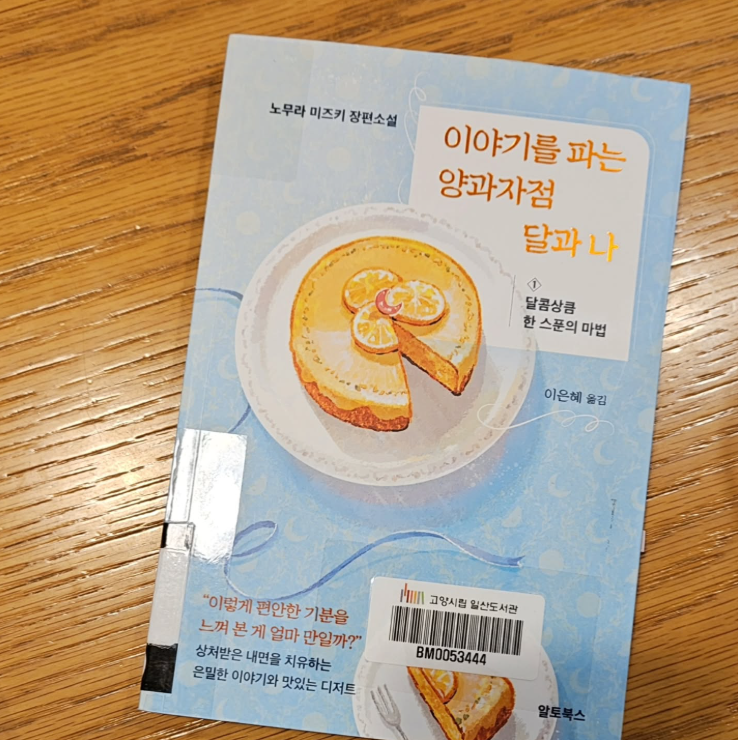 노무라 미즈키 장편소설
이야기를 파는
양과자점
달과 나
1
달콤상큼
한 스푼의 마법
이은혜 옮김
“이렇게 편안한 기분을
느껴 본 게 얼마 만일까?”
상처받은 내면을 치유하는
은밀한 이야기와 맛있는 디저트
고양시립 일산도서관
BM0053444
알토북스